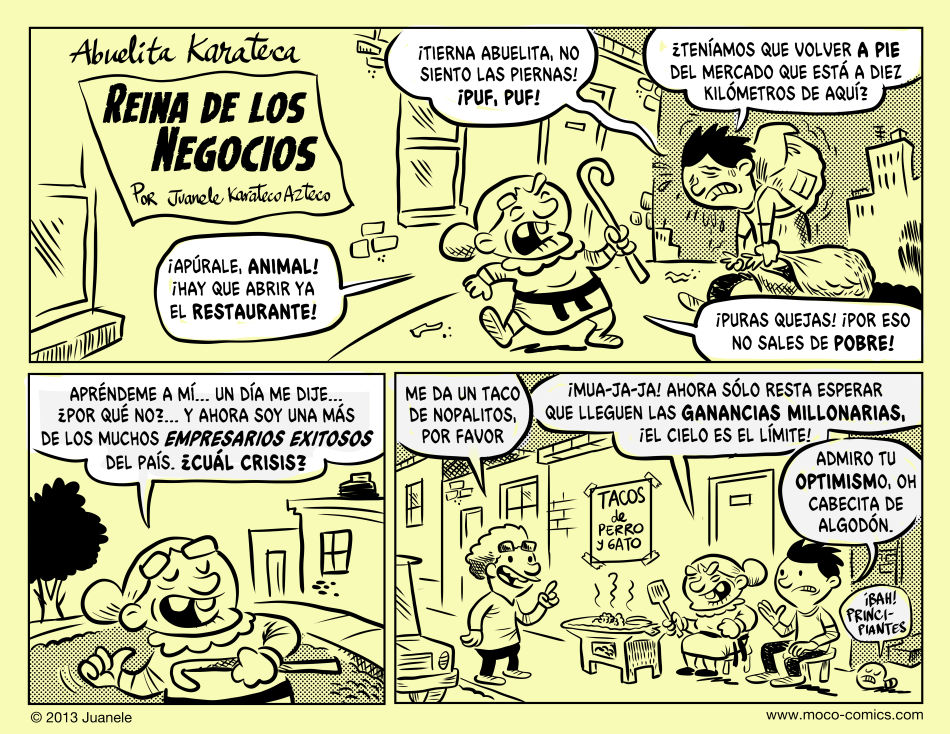 Abuelita Karateca
REINA DE LOS
NEGOCIOS
Por Juanele Karateco Azteco
¡TIERNA ABUELITA, NO
SIENTO LAS PIERNAS!
¡PUF, PUF!
¿TENÍAMOS QUE VOLVER A PIE
DEL MERCADO QUE ESTÁ A DIEZ
KILÓMETROS DE AQUÍ?
¡APÚRALE, ANIMAL!
¡HAY QUE ABRIR YA
EL RESTAURANTE!
¡PURAS QUEJAS! ¡POR ESO
NO SALES DE POBRE!
APRÉNDEME A MÍ... UN DÍA ME DIJE...
¿POR QUÉ NO?... Y AHORA SOY UNA MÁS
DE LOS MUCHOS EMPRESARIOS EXITOSOS
DEL PAÍS. ¿CUÁL CRISIS?
ME DA UN TACO
DE NOPALITOS,
POR FAVOR
¡MUA-JA-JA! AHORA SÓLO RESTA ESPERAR
QUE LLEGUEN LAS GANANCIAS MILLONARIAS,
¡EL CIELO ES EL LÍMITE!
ADMIRO TU
OPTIMISMO, OH
CABECITA DE
ALGODÓN.
TACOS
de
PERRO
y GATO
¡BAH!
PRINCI-
PIANTES
© 2013 Juanele
www.moco-comics.com